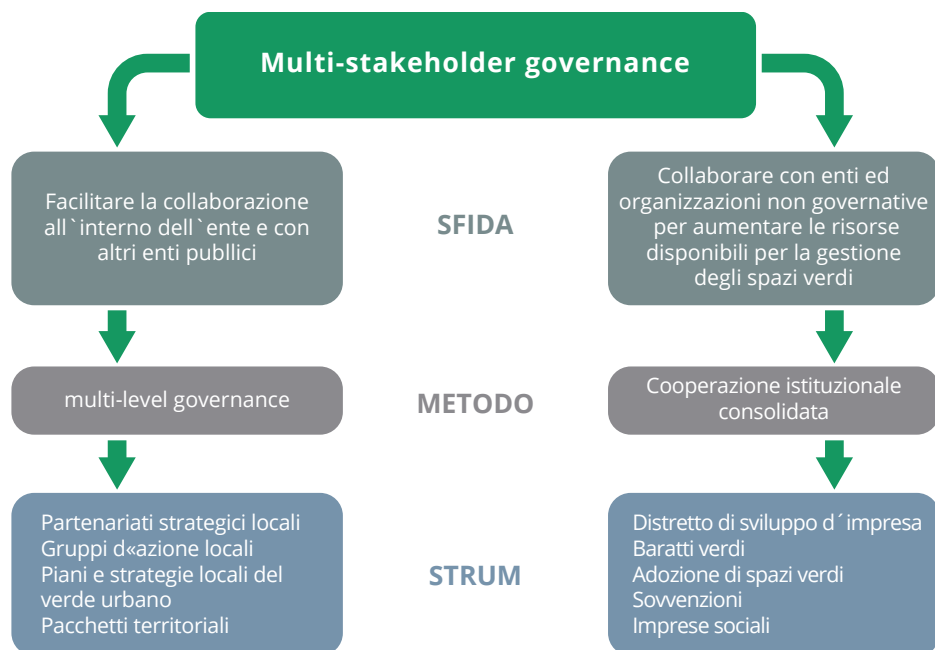 Multi-stakeholder governance
Facilitare la collaborazione
all`interno dell`ente e con
altri enti publlici
SFIDA
Collaborare con enti ed
organizzazioni non governative
per aumentare le risorse
disponibili per la gestione
degli spazi verdi
multi-level governance
METODO
Cooperazione istituzionale
consolidata
Partenariati strategici locali
Gruppi d«azione locali
Piani e strategie locali del
verde urbano
Pacchetti territoriali
STRUM
Distretto di sviluppo d´impresa
Baratti verdi
Adozione di spazi verdi
Sovvenzioni
Imprese sociali